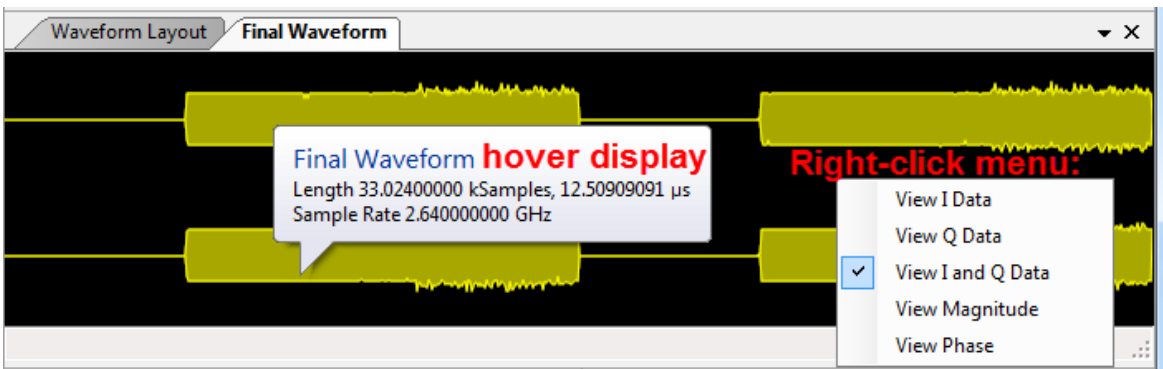 Waveform Layout Final Waveform
Final Waveform hover display
Length 33.02400000 kSamples, 12.50909091 µs
Sample Rate 2.640000000 GHz
Right-click menu:
View I Data
View Q Data
View I and Q Data
View Magnitude
View Phase